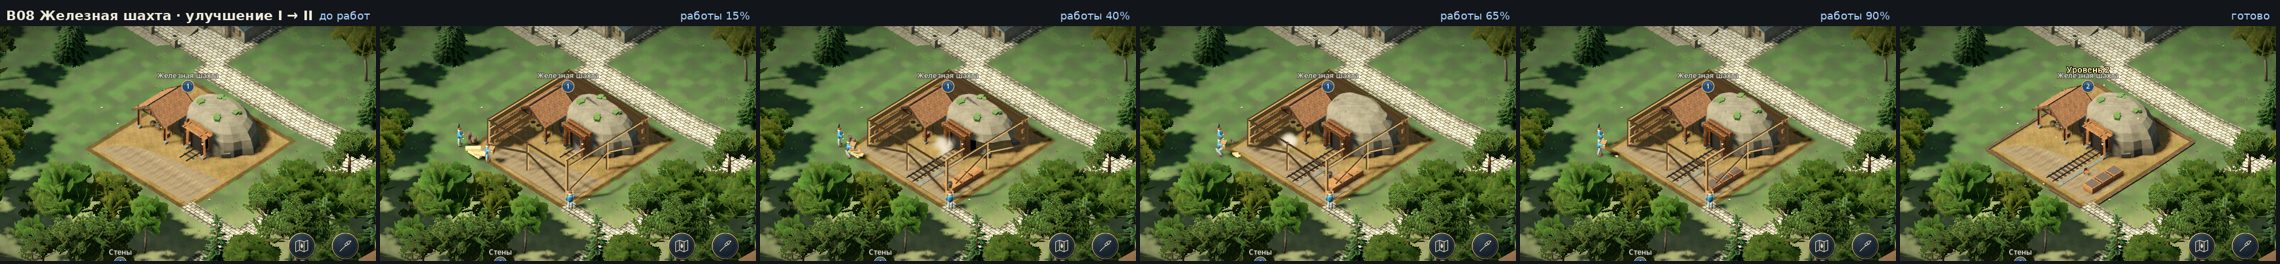 B08 Железная шахта · улучшение I → II
до работ
работы 15%
работы 40%
работы 65%
работы 90%
готово
Железная шахта
1
Стены
Железная шахта
1
Стены
Железная шахта
1
Стены
Железная шахта
1
Стены
Железная шахта
1
Стены
Уровень
Железная шахта
2
Стены